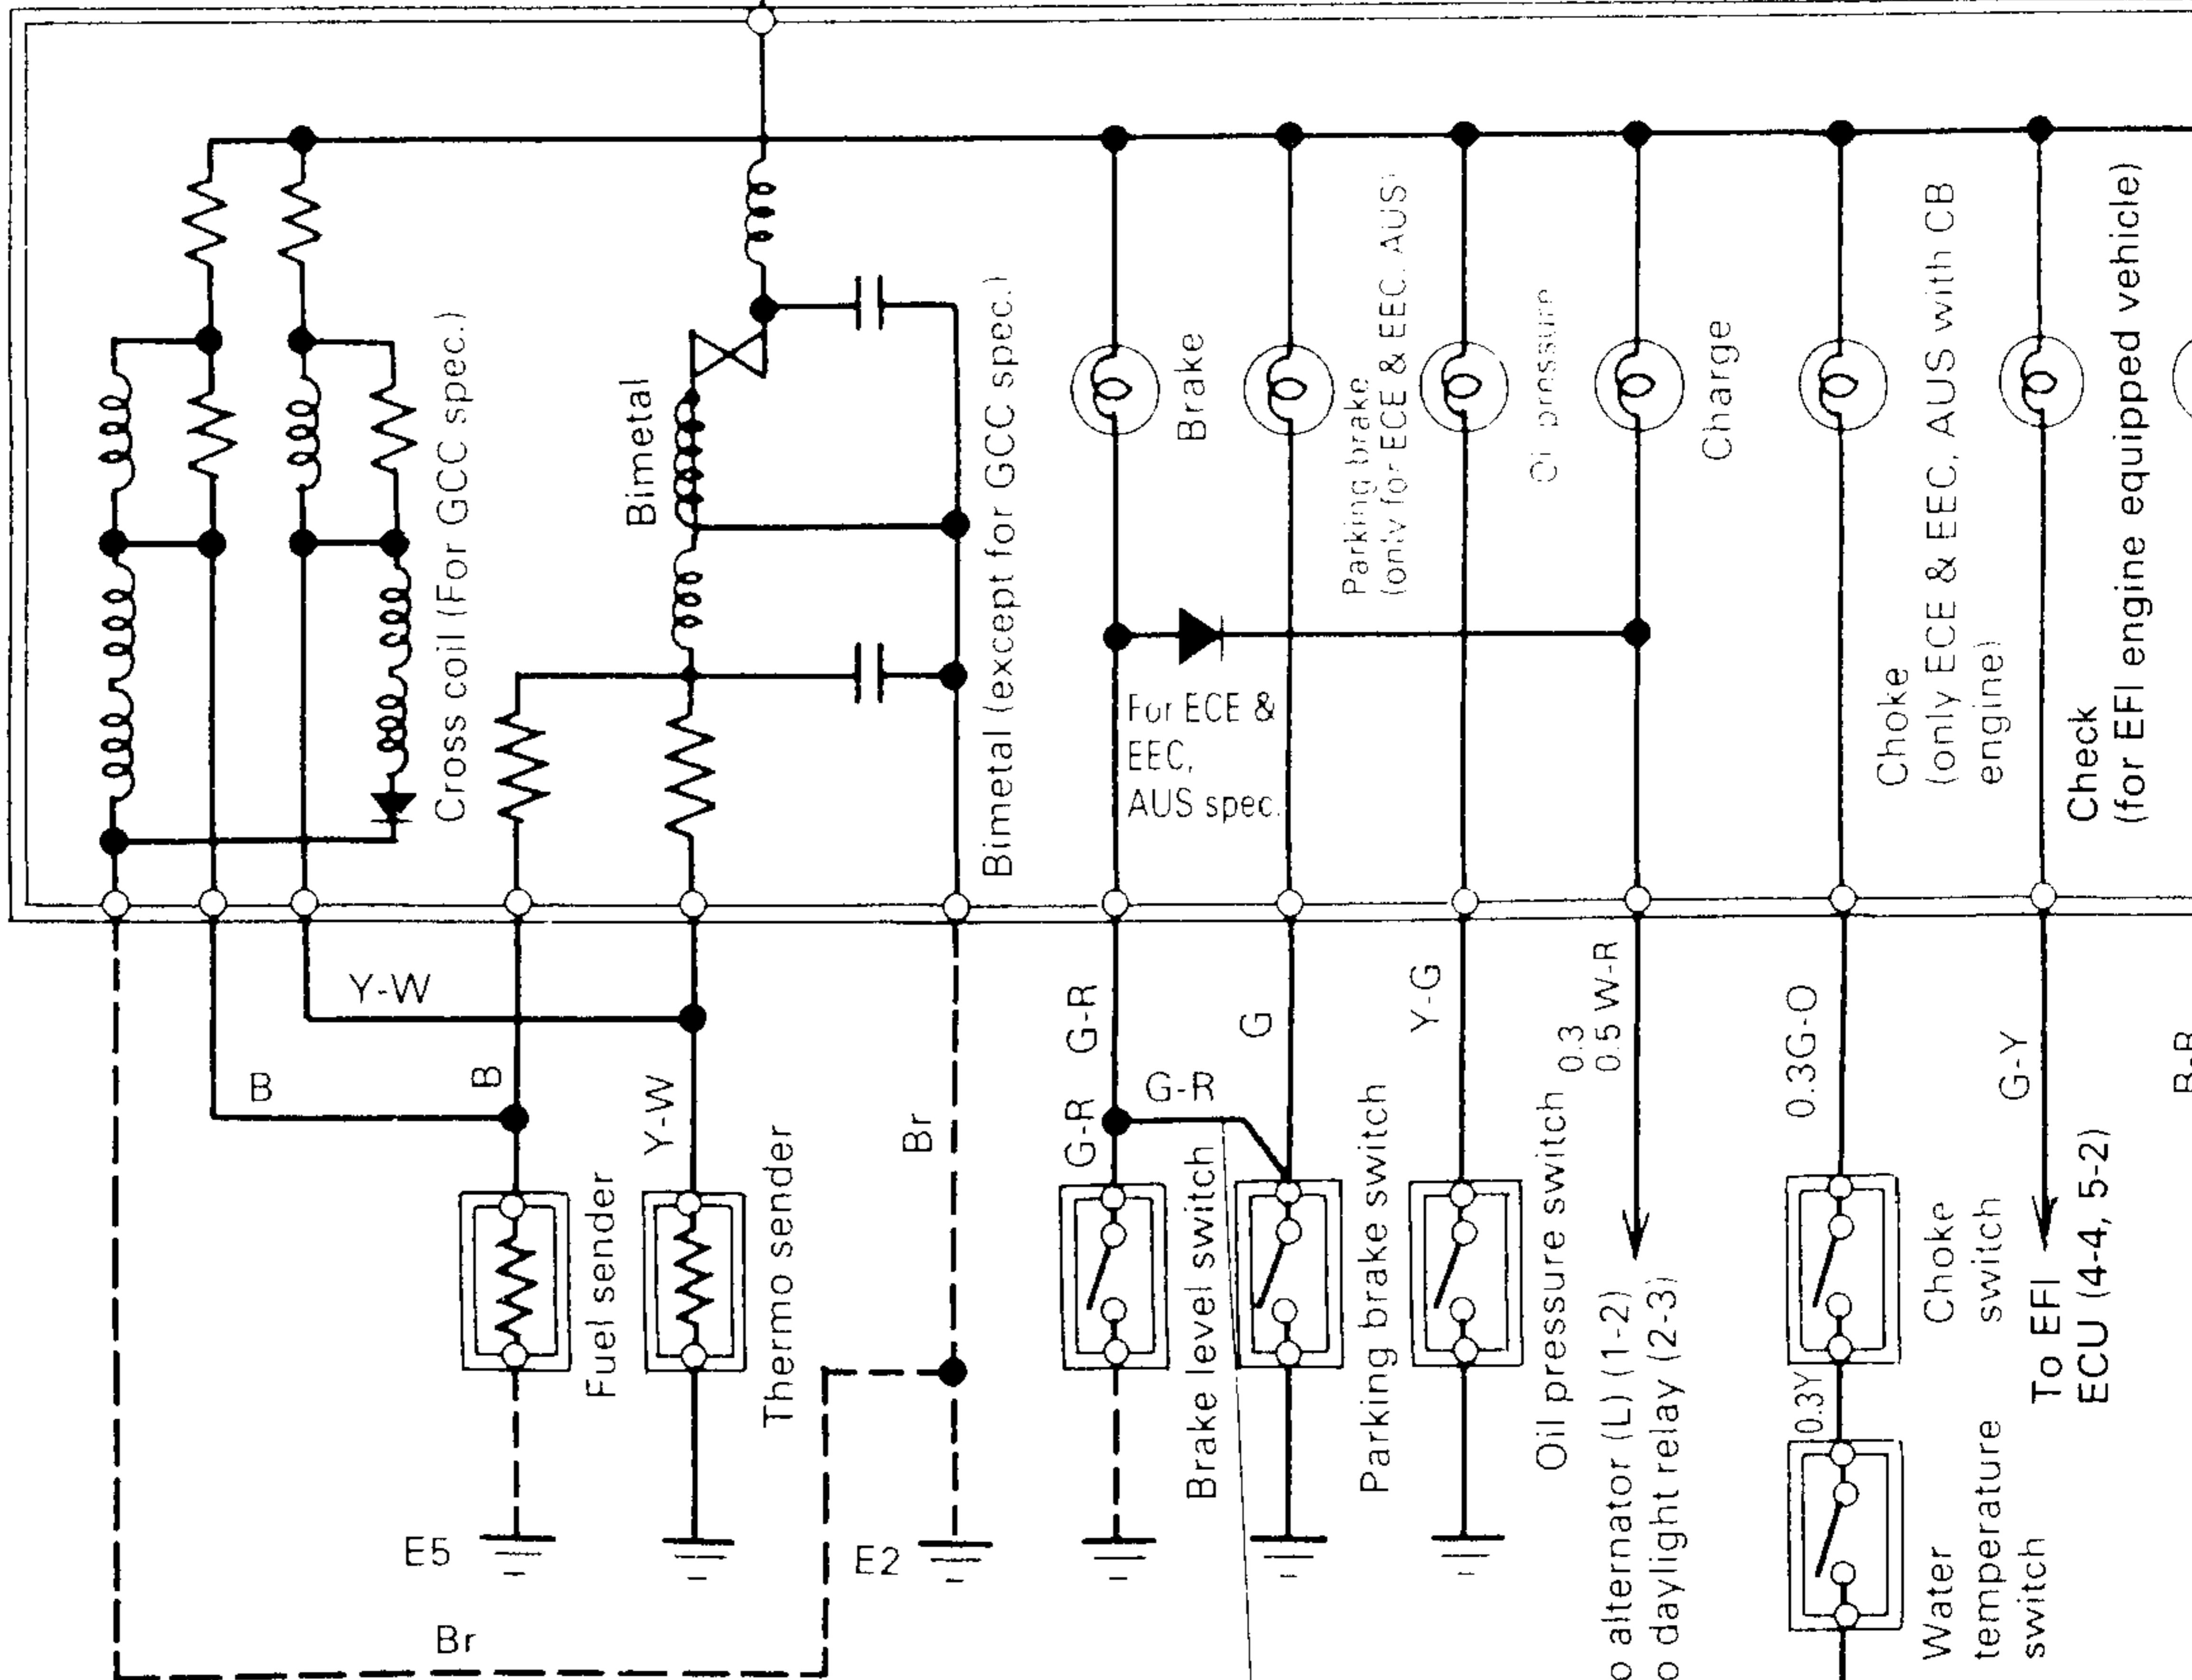 Cross coil (For GCC spec.)
Bimetal
Bimetal (except for GCC spec.)
Brake
Parking brake
(only for ECE & EEC, AUS)
Oil pressure
Charge
Choke
(only ECE & EEC, AUS with CB
engine)
Check
(for EFI engine equipped vehicle)
For ECE &
EEC,
AUS spec.
Y-W
B
B
Y-W
Br
G-R
G-R
G-R
G
Y-G
0.3
0.5 W-R
0.3G-O
G-Y
Fuel sender
Thermo sender
Brake level switch
Parking brake switch
Oil pressure switch
o alternator (L) (1-2)
o daylight relay (2-3)
Choke
switch
To EFI
ECU (4-4, 5-2)
0.3Y
Water
temperature
switch
E5
E2
Br